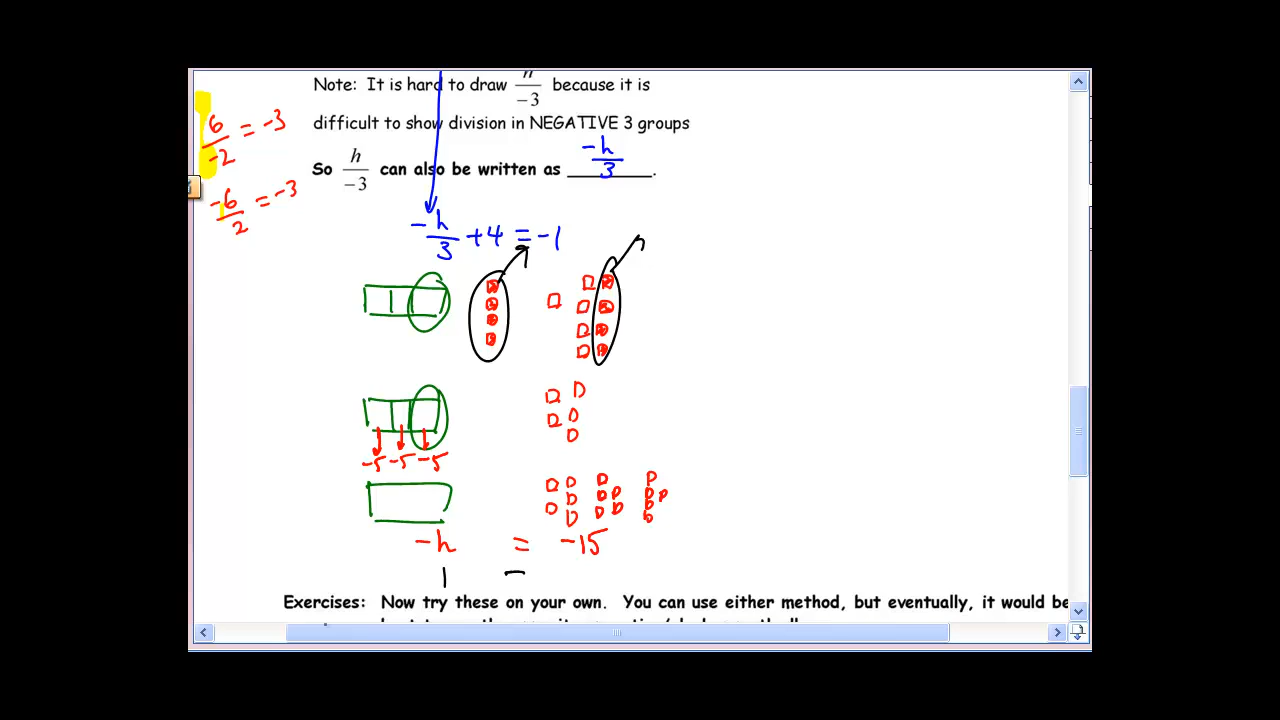 Note: It is hard to draw h/-3 because it is
difficult to show division in NEGATIVE 3 groups
6/-2 = -3
So h/-3 can also be written as -h/3.
-6/2 = -3
-h/3 + 4 = -1
-5 -5 -5
-h = -15
Exercises: Now try these on your own. You can use either method, but eventually, it would be